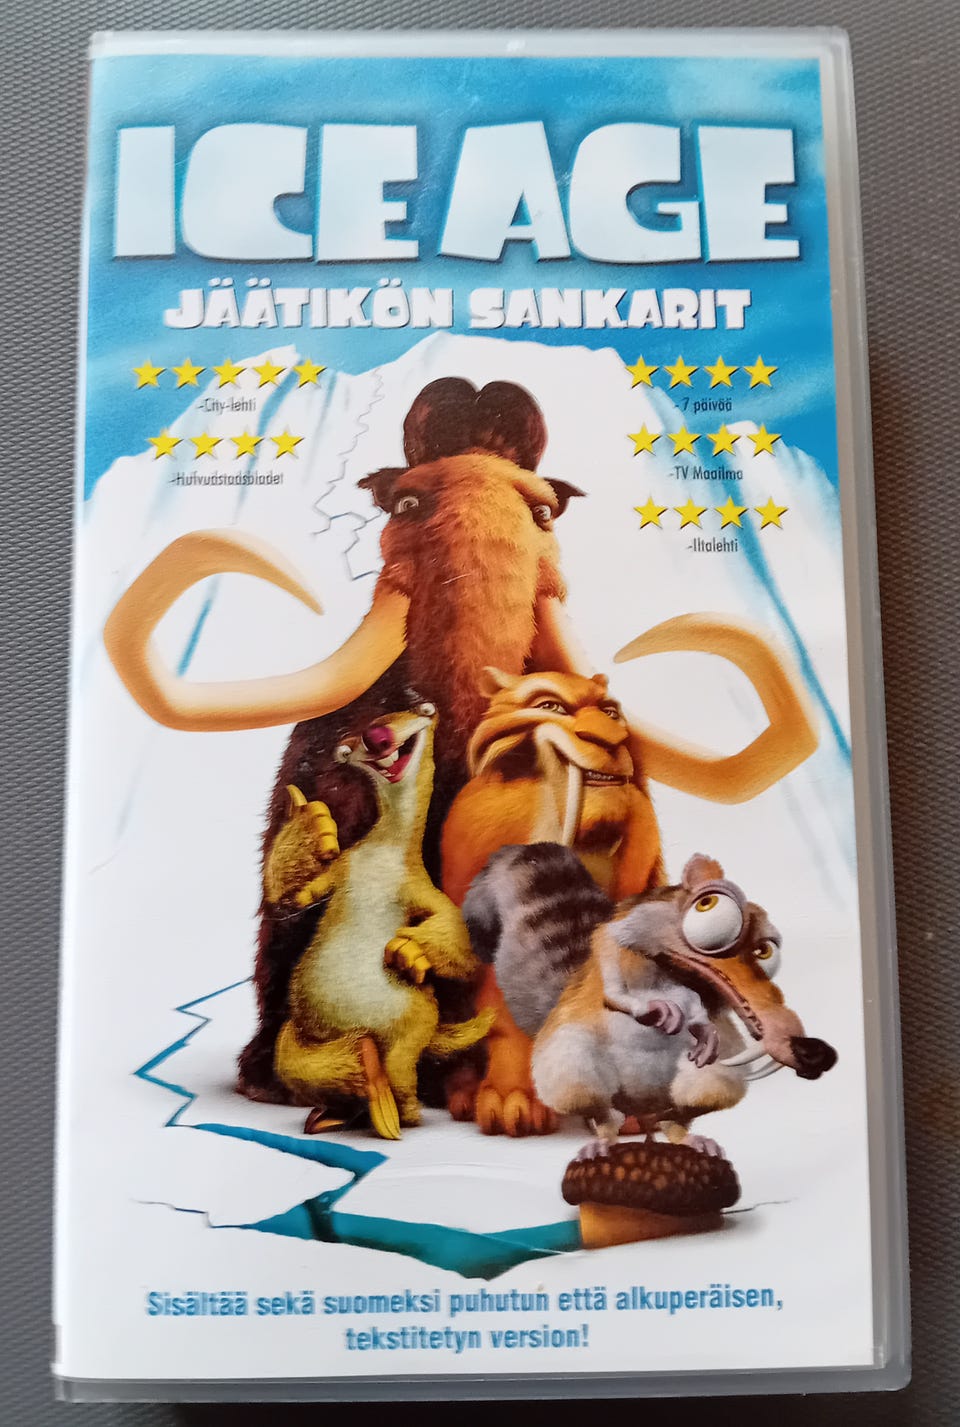 ICE AGE
JÄÄTIKÖN SANKARIT
-City-lehti
-7 päivää
-Hufvudstadsbladet
-TV Maailma
-Iltalehti
Sisältää sekä suomeksi puhutun että alkuperäisen,
tekstitetyn version!